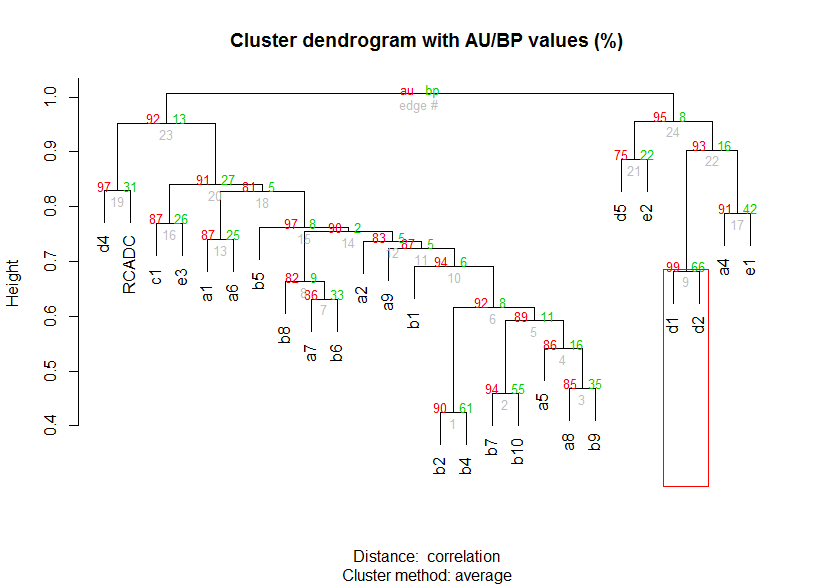 Cluster dendrogram with AU/BP values (%)
Height
1.0
0.9
0.8
0.7
0.6
0.5
0.4
au bp
edge #
92 13
23
95 8
24
97 31
19
91 27
20
81 5
18
87 26
16
87 25
13
97 8
15
90 2
14
83 5
12
87 5
11
94 6
10
82 9
8
86 33
7
92 8
6
89 11
5
86 16
4
85 35
3
94 55
2
90 61
1
75 22
21
93 16
22
91 42
17
99 66
9
d4
RCADC
c1
e3
a1
a6
b5
b8
a7
b6
a2
a9
b1
b2
b4
b7
b10
a5
a8
b9
d5
e2
d1
d2
a4
e1
Distance: correlation
Cluster method: average